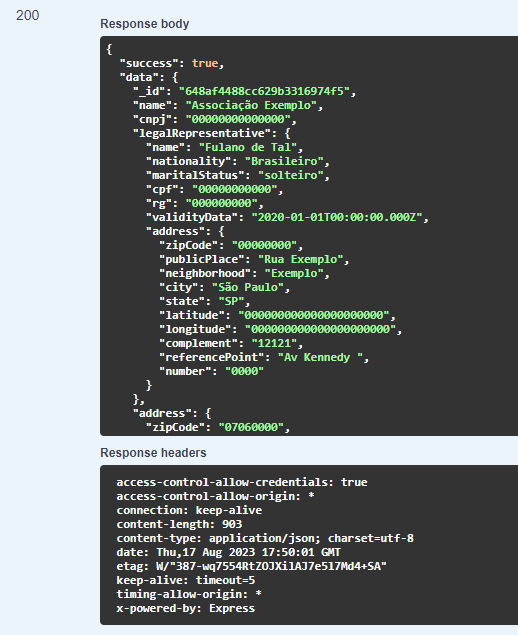 200
Response body
{
"success": true,
"data": {
"_id": "648af4488cc629b3316974f5",
"name": "Associação Exemplo",
"cnpj": "00000000000000",
"legalRepresentative": {
"name": "Fulano de Tal",
"nationality": "Brasileiro",
"maritalStatus": "solteiro",
"cpf": "00000000000",
"rg": "000000000",
"validityData": "2020-01-01T00:00:00.000Z",
"address": {
"zipCode": "00000000",
"publicPlace": "Rua Exemplo",
"neighborhood": "Exemplo",
"city": "São Paulo",
"state": "SP",
"latitude": "000000000000000000000",
"longitude": "000000000000000000000",
"complement": "12121",
"referencePoint": "Av Kennedy ",
"number": "0000"
}
},
"address": {
"zipCode": "07060000",
Response headers
access-control-allow-credentials: true
access-control-allow-origin: *
connection: keep-alive
content-length: 903
content-type: application/json; charset=utf-8
date: Thu,17 Aug 2023 17:50:01 GMT
etag: W/"387-wq7554RtZOJXilAJ7e5l7Md4+SA"
keep-alive: timeout=5
timing-allow-origin: *
x-powered-by: Express